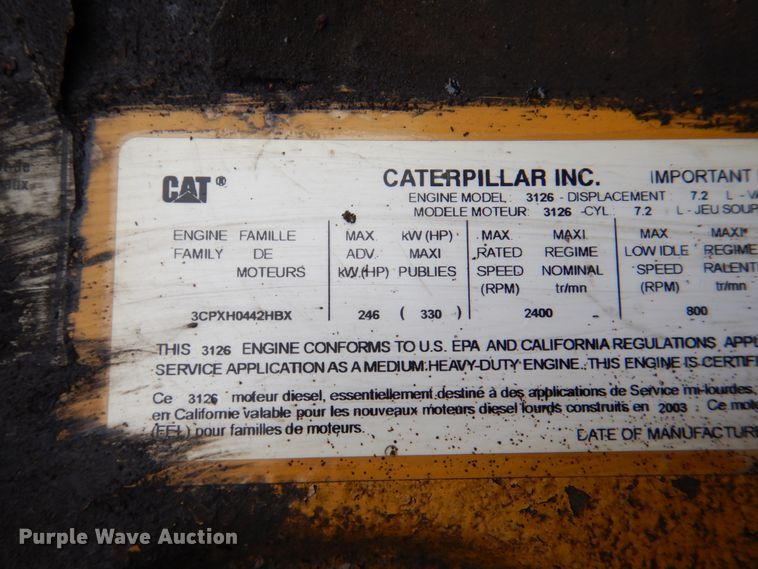 CAT®
CATERPILLAR INC. IMPORTANT
ENGINE MODEL: 3126 - DISPLACEMENT: 7.2 L - VA
MODELE MOTEUR: 3126 -CYL: 7.2 L - JEU SOUP
ENGINE FAMILY
FAMILLE DE MOTEURS
MAX. ADV. kW (HP)
kW (HP) MAXI PUBLIES
MAX. RATED SPEED (RPM)
MAXI REGIME NOMINAL tr/mn
MAX LOW IDLE SPEED (RPM)
MAXI REGIME RALENTI tr/mn
3CPXH0442HBX 246 ( 330 ) 2400 800
THIS 3126 ENGINE CONFORMS TO U.S. EPA AND CALIFORNIA REGULATIONS, APPL
SERVICE APPLICATION AS A MEDIUM HEAVY-DUTY ENGINE. THIS ENGINE IS CERTIF
Ce 3126 moteur diesel, essentiellement destiné à des applications de Service mi-lourdes,
en Californie valable pour les nouveaux moteurs diesel lourds construits en 2003 . Ce mot
(FEL) pour familles de moteurs.
DATE OF MANUFACTUR
Purple Wave Auction